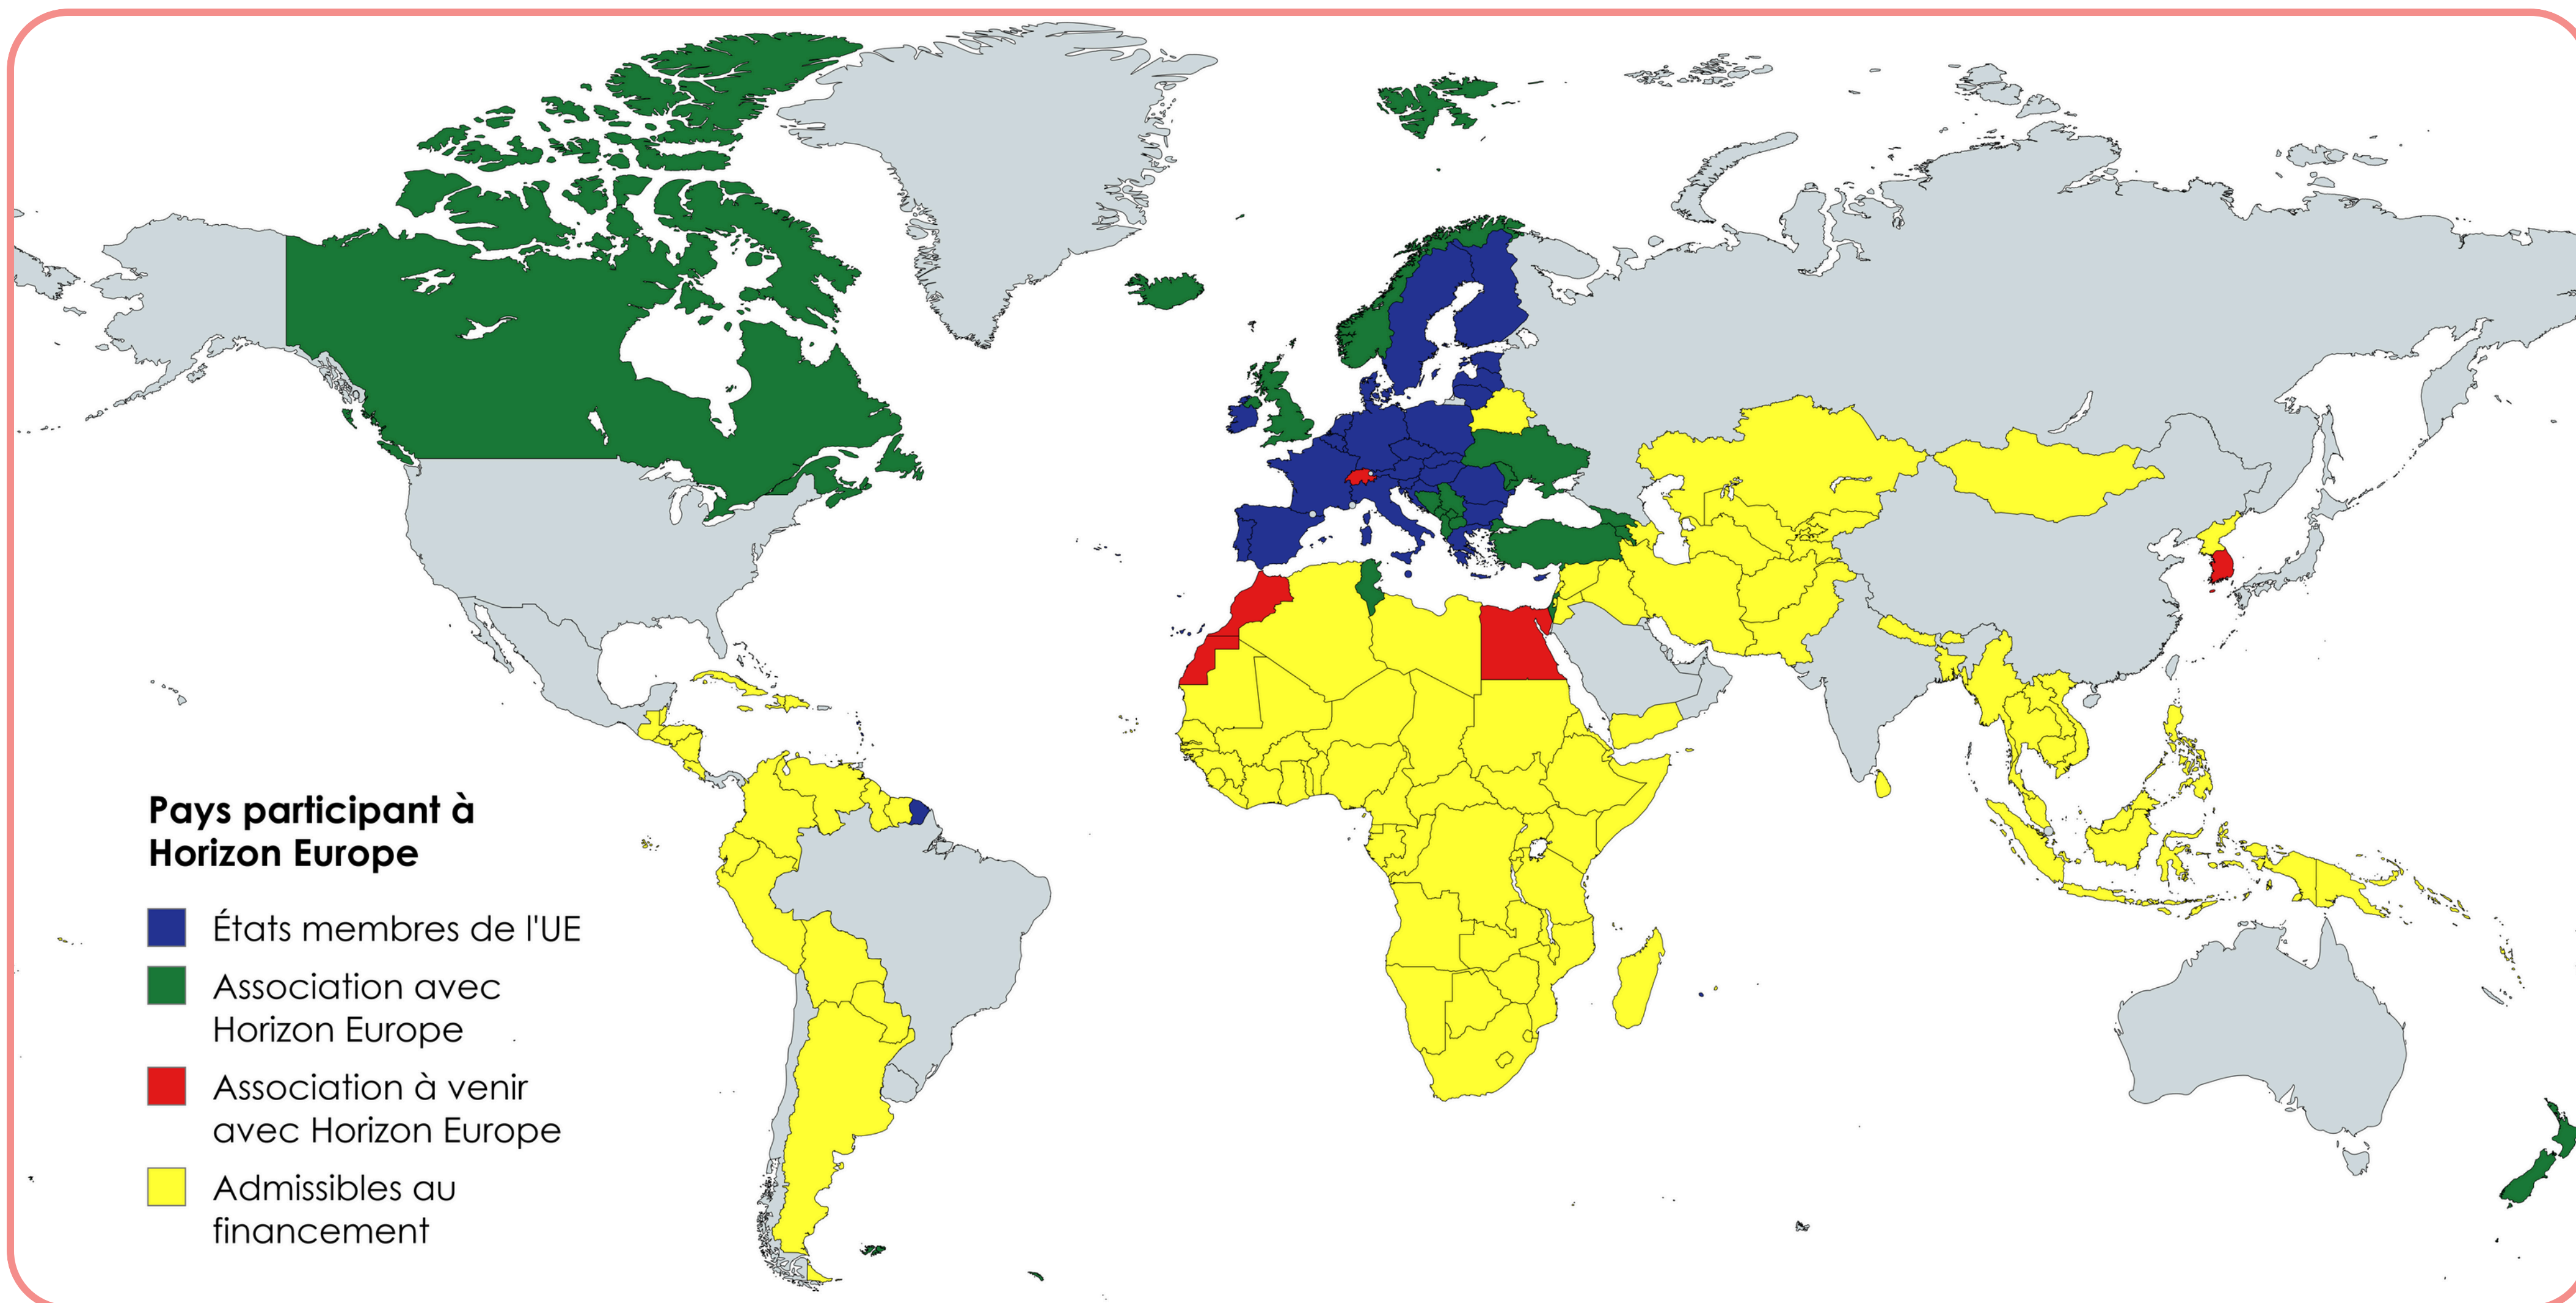 Pays participant à
Horizon Europe
États membres de l'UE
Association avec
Horizon Europe
Association à venir
avec Horizon Europe
Admissibles au
financement